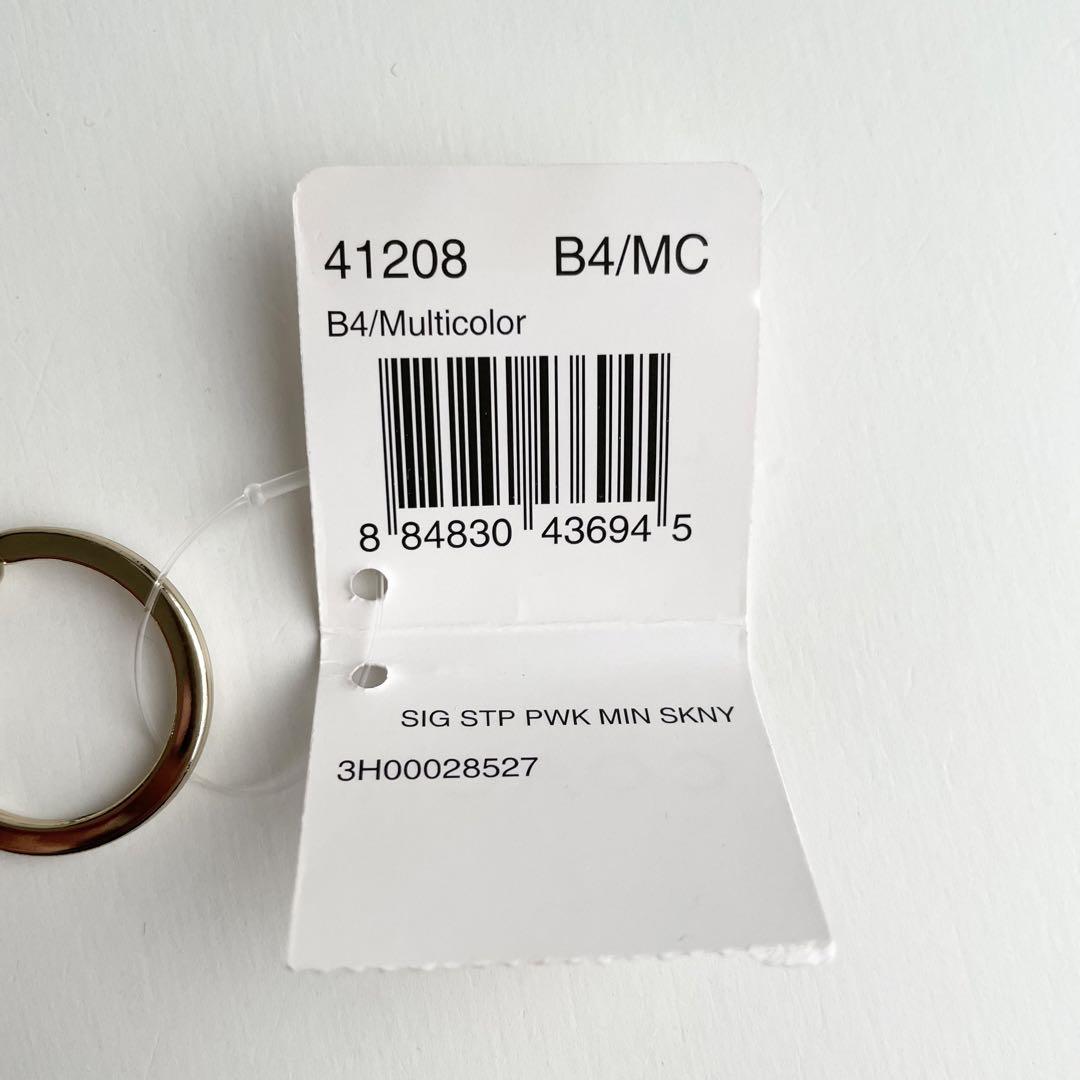 41208 B4/MC
B4/Multicolor
8 84830 43694 5
SIG STP PWK MIN SKNY
3H00028527